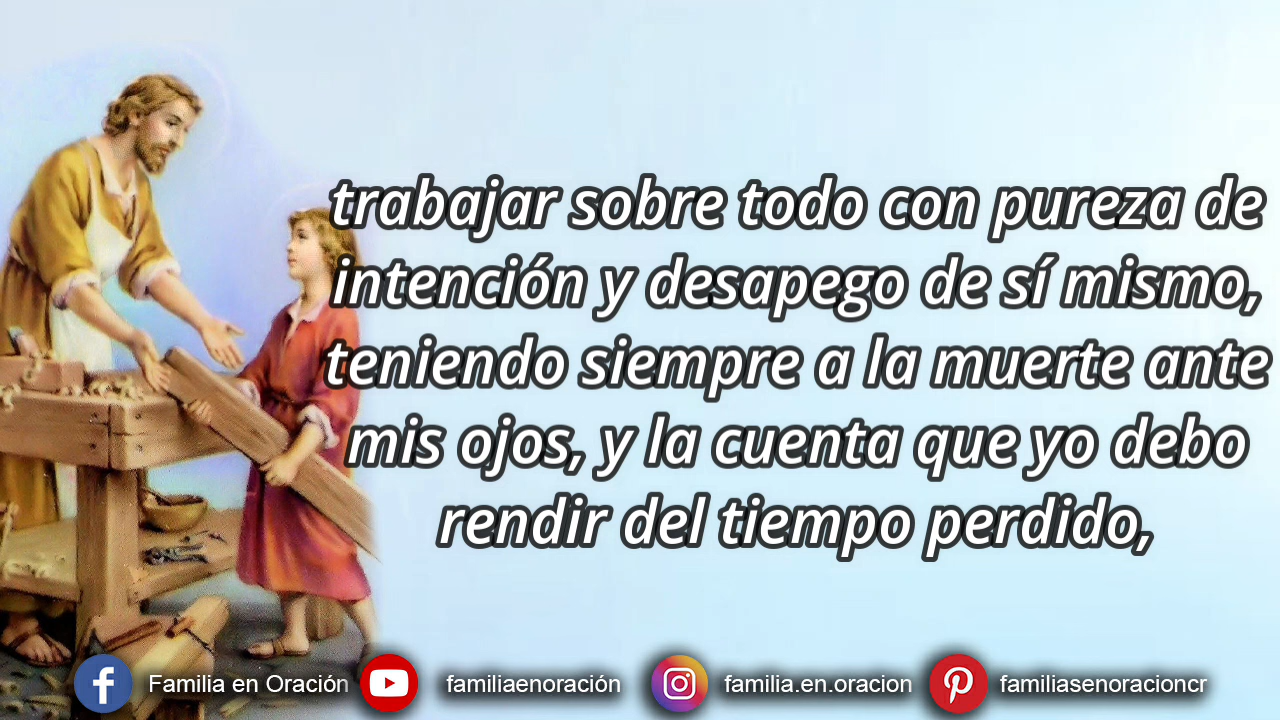 trabajar sobre todo con pureza de
intención y desapego de sí mismo,
teniendo siempre a la muerte ante
mis ojos, y la cuenta que yo debo
rendir del tiempo perdido,
Familia en Oración familiaenoración familia.en.oracion familiasenoracioncr